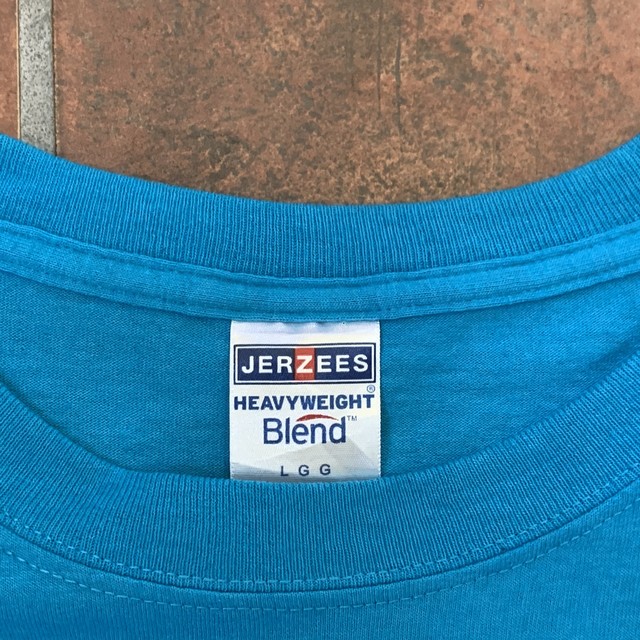 JERZEES
®
HEAVYWEIGHT
Blend™
L G G